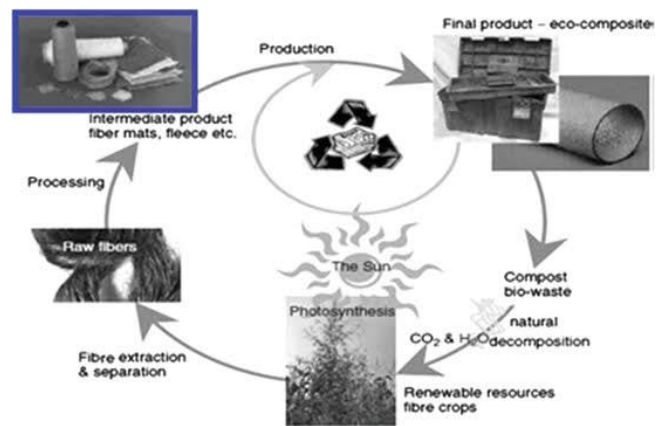 Production
Final product – eco-composite
Intermediate product
fiber mats, fleece etc.
Processing
Raw fibers
The Sun
Photosynthesis
Compost
bio-waste
natural
decomposition
CO₂ & H₂O
Fibre extraction
& separation
Renewable resources
fibre crops